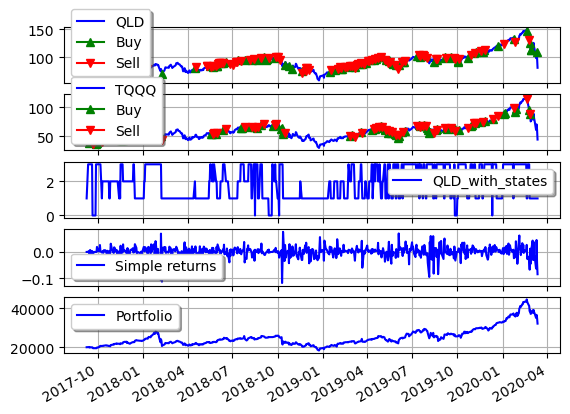 QLD
Buy
Sell
150
100
TQQQ
Buy
Sell
100
50
QLD_with_states
2
0
Simple returns
0.0
−0.1
Portfolio
40000
20000
2017-10 2018-01 2018-04 2018-07 2018-10 2019-01 2019-04 2019-07 2019-10 2020-01 2020-04